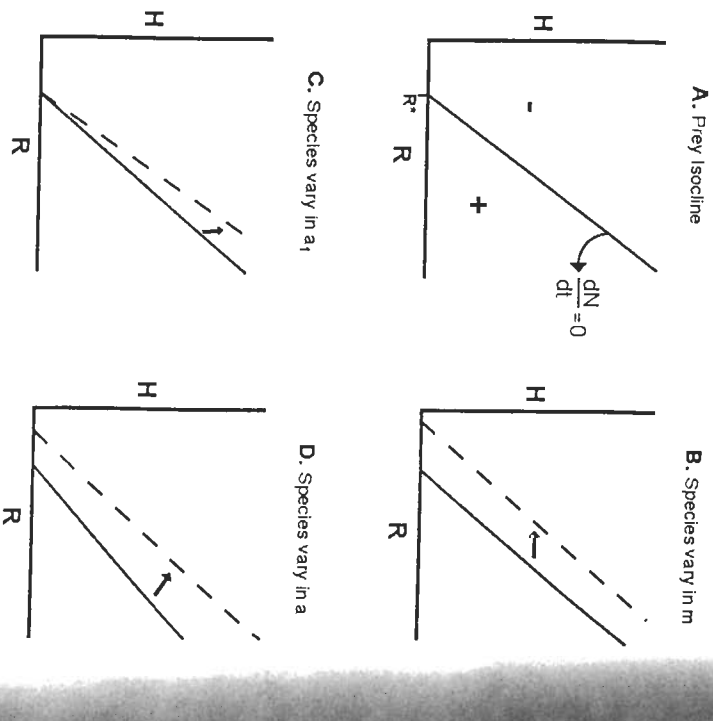 A. Prey Isocline
H
-
+
dN
dt
=0
R*
R
B. Species vary in m
H
R
C. Species vary in a₁
H
R
D. Species vary in a
H
R